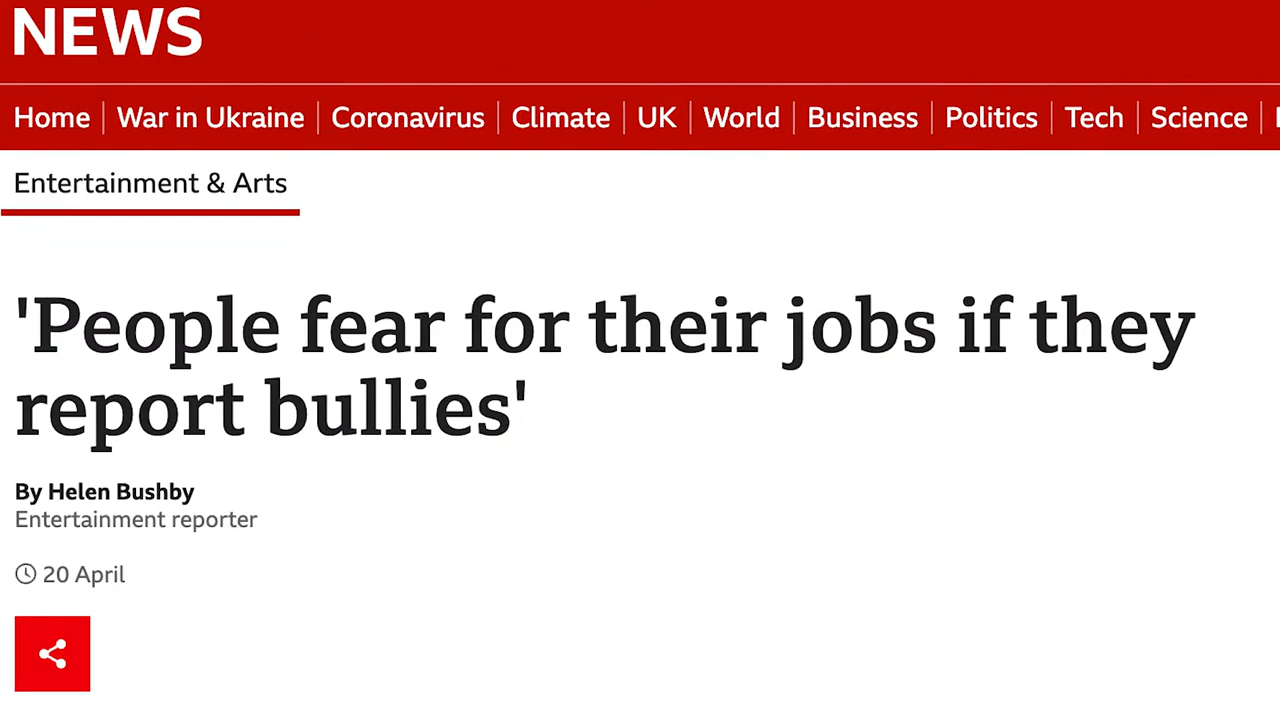 NEWS
Home | War in Ukraine | Coronavirus | Climate | UK | World | Business | Politics | Tech | Science |
Entertainment & Arts
'People fear for their jobs if they
report bullies'
By Helen Bushby
Entertainment reporter
20 April